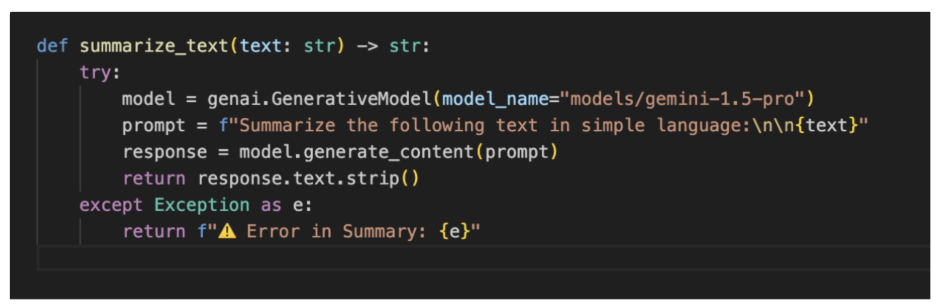 def summarize_text(text: str) -> str:
    try:
        model = genai.GenerativeModel(model_name="models/gemini-1.5-pro")
        prompt = f"Summarize the following text in simple language:\n\n{text}"
        response = model.generate_content(prompt)
        return response.text.strip()
    except Exception as e:
        return f"⚠️ Error in Summary: {e}"